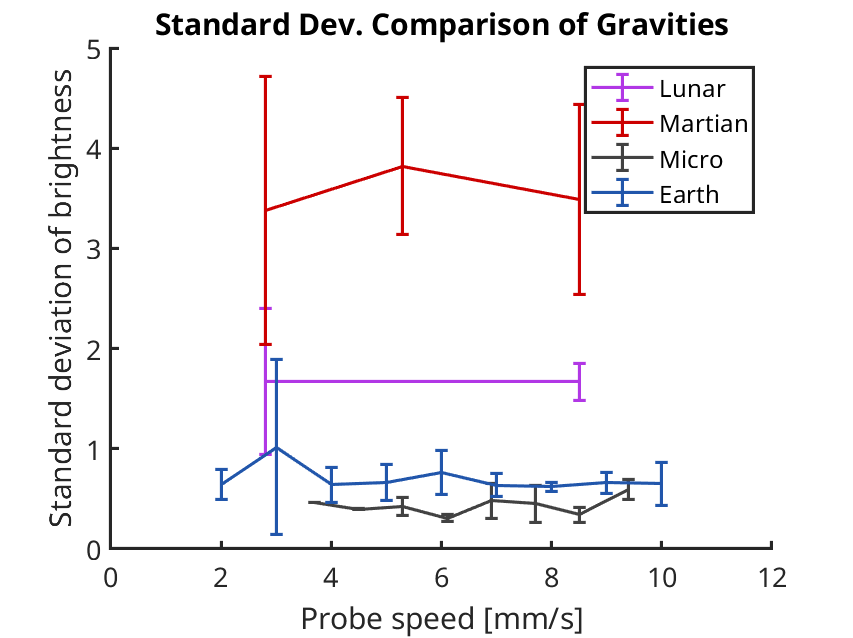 Standard Dev. Comparison of Gravities
Standard deviation of brightness
5
4
3
2
1
0
Lunar
Martian
Micro
Earth
0 2 4 6 8 10 12
Probe speed [mm/s]